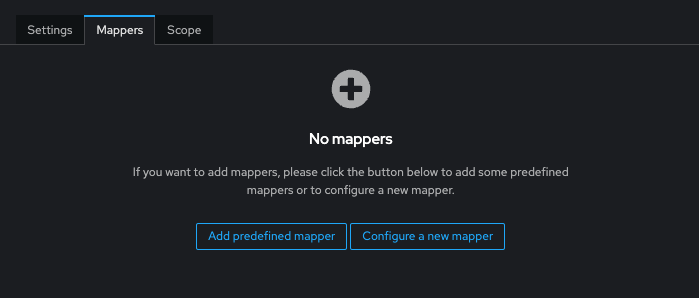 Settings
Mappers
Scope
No mappers
If you want to add mappers, please click the button below to add some predefined
mappers or to configure a new mapper.
Add predefined mapper
Configure a new mapper